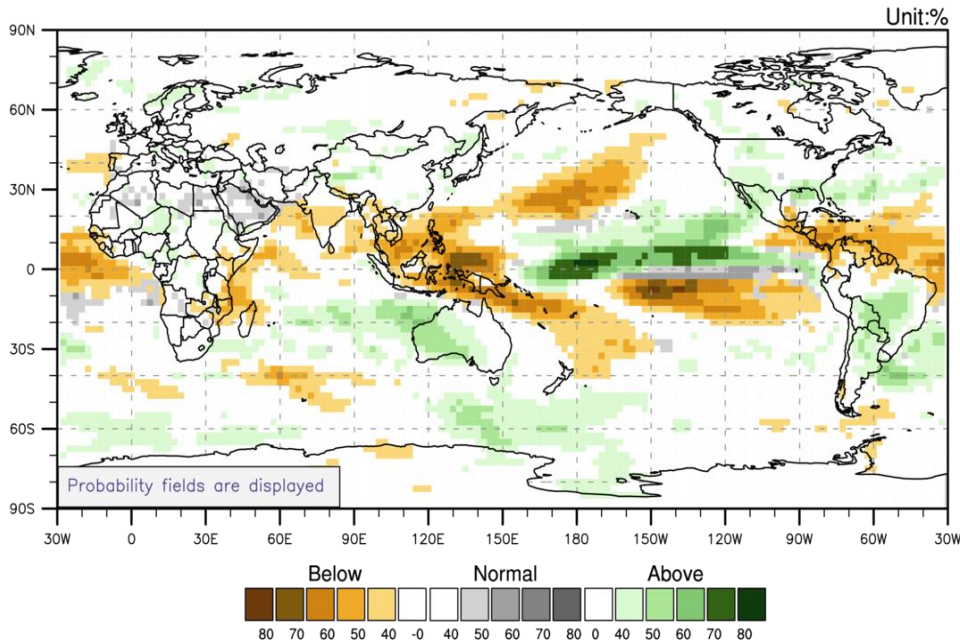 Unit:%
90N
60N
30N
0
30S
60S
Probability fields are displayed
90S
30W 0 30E 60E 90E 120E 150E 180 150W 120W 90W 60W 30W
Below Normal Above
80 70 60 50 40 -0 40 50 60 70 80 0 40 50 60 70 80